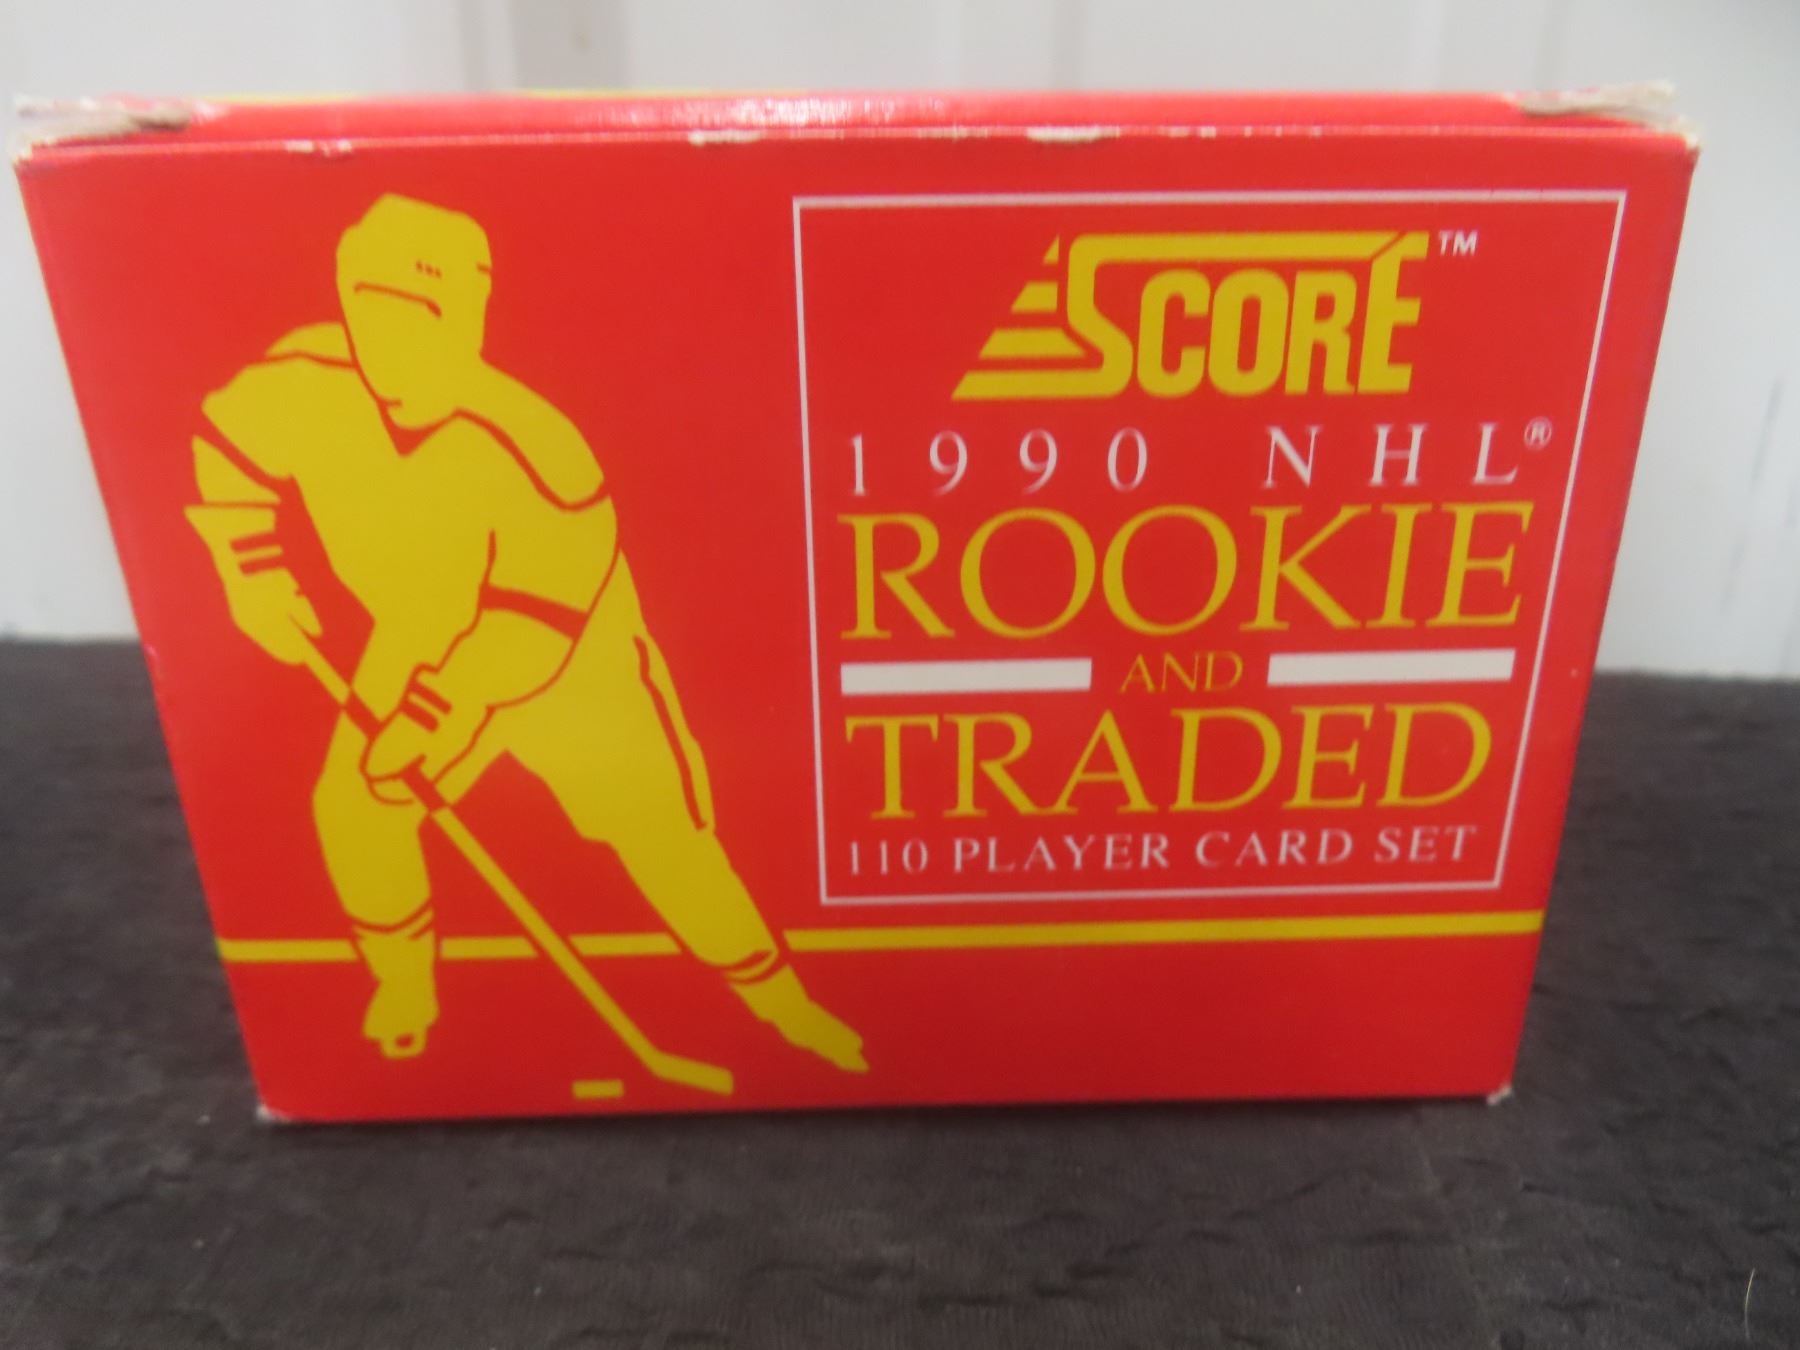 SCORE™
1990 NHL®
ROOKIE
AND
TRADED
110 PLAYER CARD SET